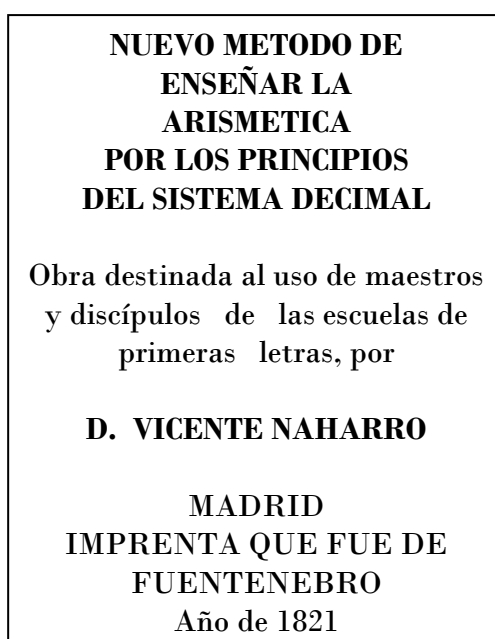 NUEVO METODO DE
ENSEÑAR LA
ARISMETICA
POR LOS PRINCIPIOS
DEL SISTEMA DECIMAL
Obra destinada al uso de maestros
y discípulos de las escuelas de
primeras letras, por
D. VICENTE NAHARRO
MADRID
IMPRENTA QUE FUE DE
FUENTENEBRO
Año de 1821